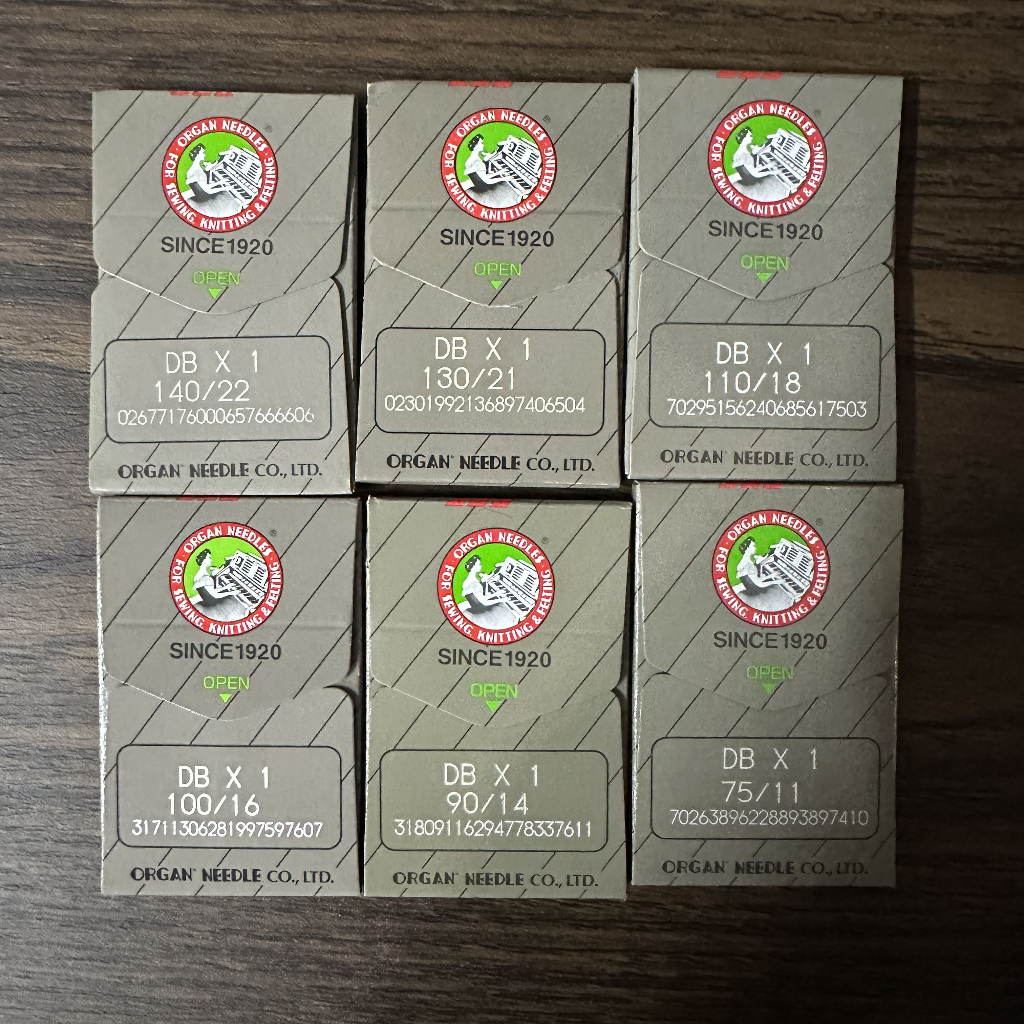 ORGAN NEEDLES
FOR SEWING, KNITTING & FELTING
®
SINCE1920
OPEN
DB X 1
140/22
02677176000657666606
ORGAN® NEEDLE CO., LTD.
ORGAN NEEDLES
FOR SEWING, KNITTING & FELTING
®
SINCE1920
OPEN
DB X 1
130/21
02301992136897406504
ORGAN® NEEDLE CO., LTD.
ORGAN NEEDLES
FOR SEWING, KNITTING & FELTING
®
SINCE1920
OPEN
DB X 1
110/18
70295156240685617503
ORGAN® NEEDLE CO., LTD.
ORGAN NEEDLES
FOR SEWING, KNITTING & FELTING
®
SINCE1920
OPEN
DB X 1
100/16
31711306281997597607
ORGAN® NEEDLE CO., LTD.
ORGAN NEEDLES
FOR SEWING, KNITTING & FELTING
®
SINCE1920
OPEN
DB X 1
90/14
31809116294778337611
ORGAN® NEEDLE CO., LTD.
ORGAN NEEDLES
FOR SEWING, KNITTING & FELTING
®
SINCE1920
OPEN
DB X 1
75/11
70263896228893897410
ORGAN® NEEDLE CO., LTD.